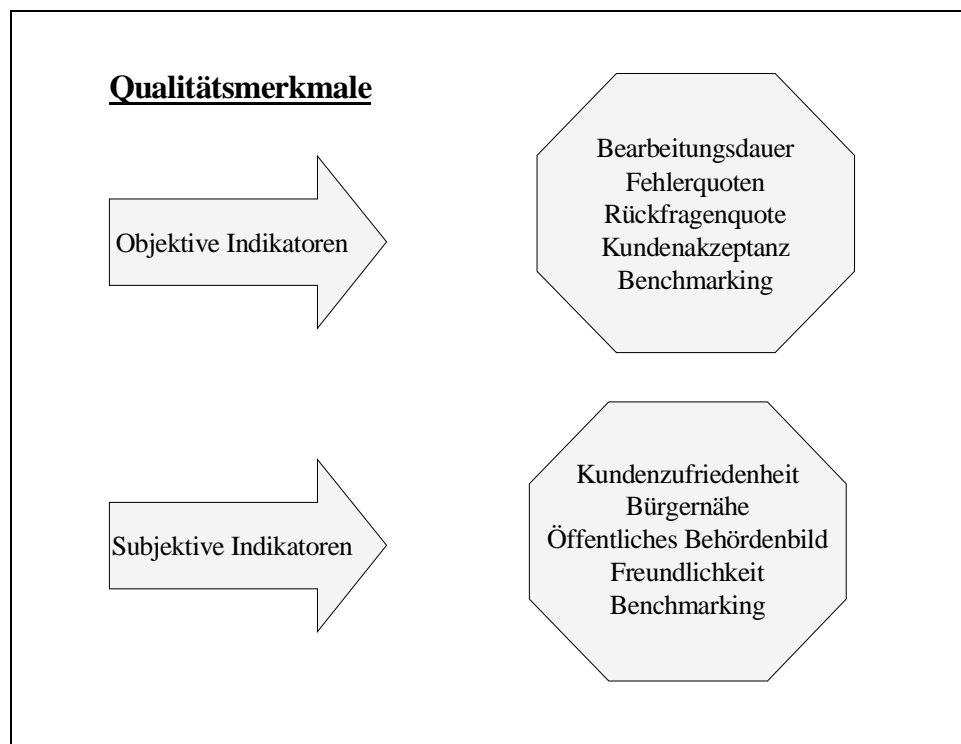 Qualitätsmerkmale
Objektive Indikatoren
Bearbeitungsdauer
Fehlerquoten
Rückfragenquote
Kundenakzeptanz
Benchmarking
Subjektive Indikatoren
Kundenzufriedenheit
Bürgernähe
Öffentliches Behördenbild
Freundlichkeit
Benchmarking